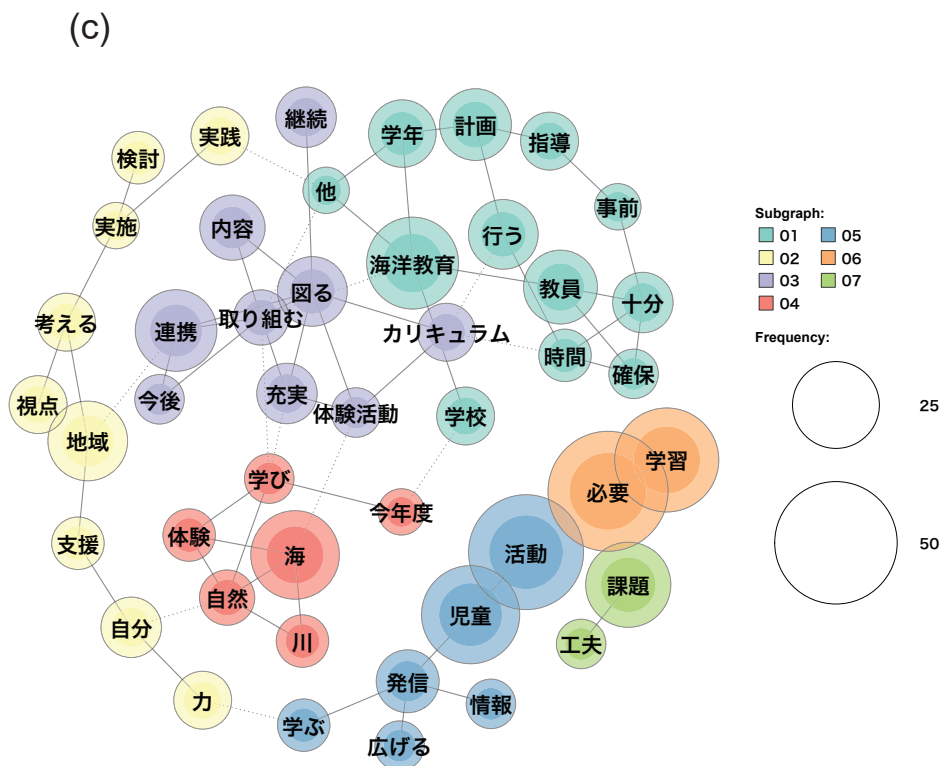 (c)
継続
実践
学年
計画
指導
検討
他
事前
実施
内容
行う
海洋教育
図る
教員
十分
考える
連携
取り組む
カリキュラム
時間
確保
視点
今後
充実
体験活動
学校
地域
学習
学び
必要
今年度
支援
体験
海
活動
課題
自然
児童
自分
川
工夫
発信
力
情報
学ぶ
広げる
Subgraph:
01
02
03
04
05
06
07
Frequency:
25
50